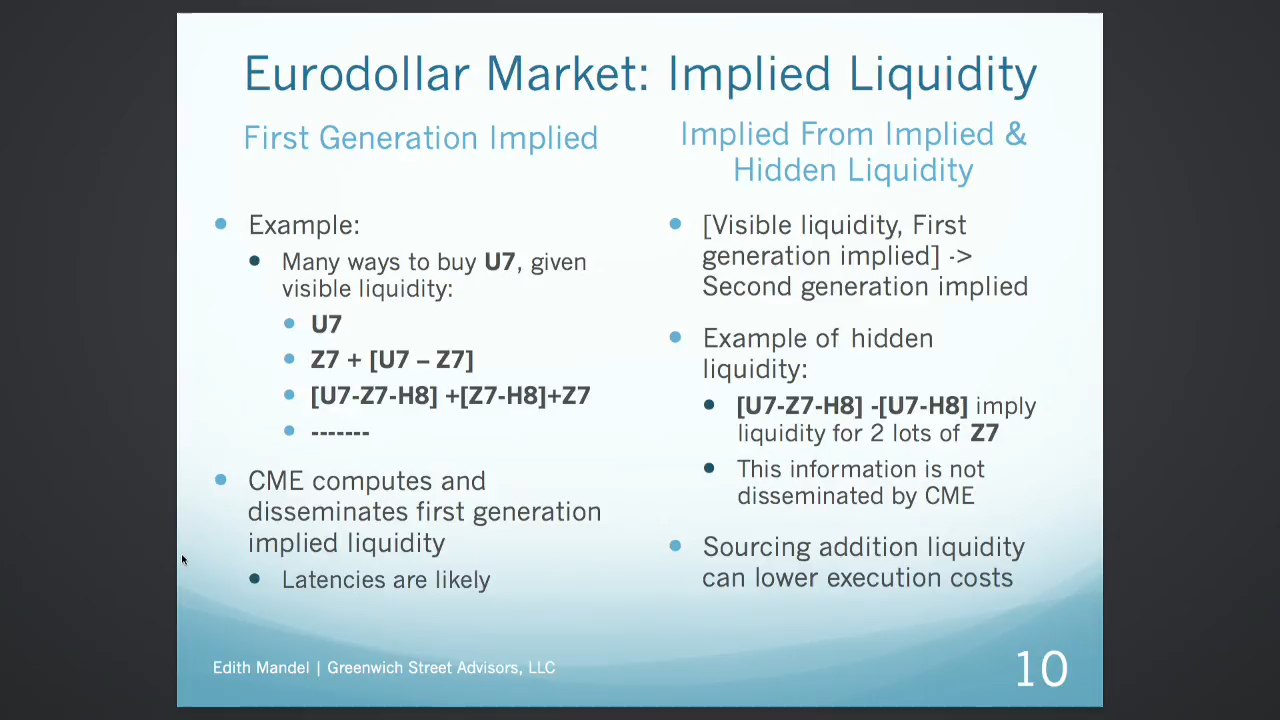 Eurodollar Market: Implied Liquidity
First Generation Implied
Example:
Many ways to buy U7, given
visible liquidity:
U7
Z7 + [U7 – Z7]
[U7-Z7-H8] +[Z7-H8]+Z7
-------
CME computes and
disseminates first generation
implied liquidity
Latencies are likely
Implied From Implied &
Hidden Liquidity
[Visible liquidity, First
generation implied] ->
Second generation implied
Example of hidden
liquidity:
[U7-Z7-H8] -[U7-H8] imply
liquidity for 2 lots of Z7
This information is not
disseminated by CME
Sourcing addition liquidity
can lower execution costs
Edith Mandel | Greenwich Street Advisors, LLC
10